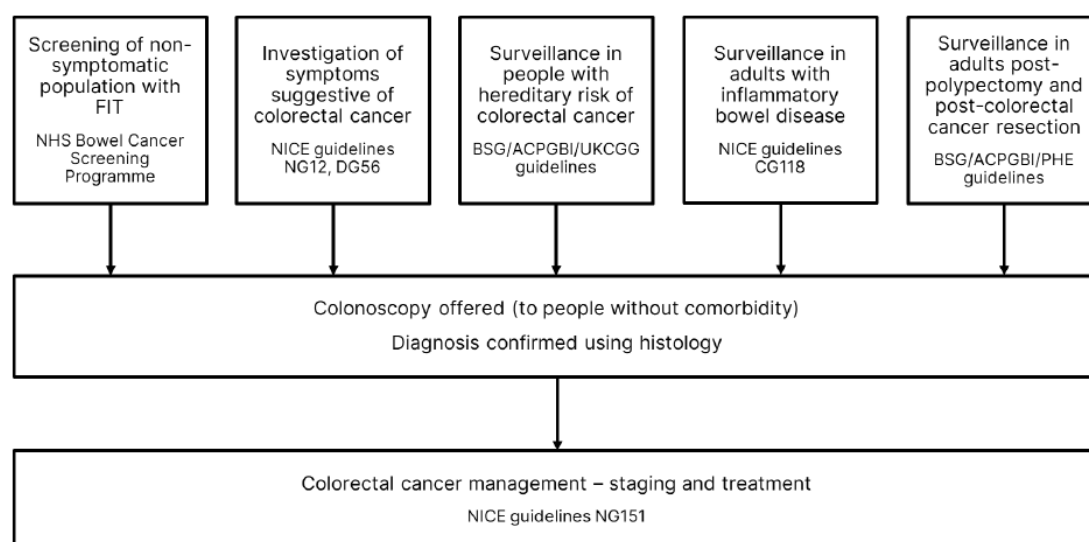 Screening of non-
symptomatic
population with
FIT
NHS Bowel Cancer
Screening
Programme
Investigation of
symptoms
suggestive of
colorectal cancer
NICE guidelines
NG12, DG56
Surveillance in
people with
hereditary risk of
colorectal cancer
BSG/ACPGBI/UKCGG
guidelines
Surveillance in
adults with
inflammatory
bowel disease
NICE guidelines
CG118
Surveillance in
adults post-
polypectomy and
post-colorectal
cancer resection
BSG/ACPGBI/PHE
guidelines
Colonoscopy offered (to people without comorbidity)
Diagnosis confirmed using histology
Colorectal cancer management – staging and treatment
NICE guidelines NG151